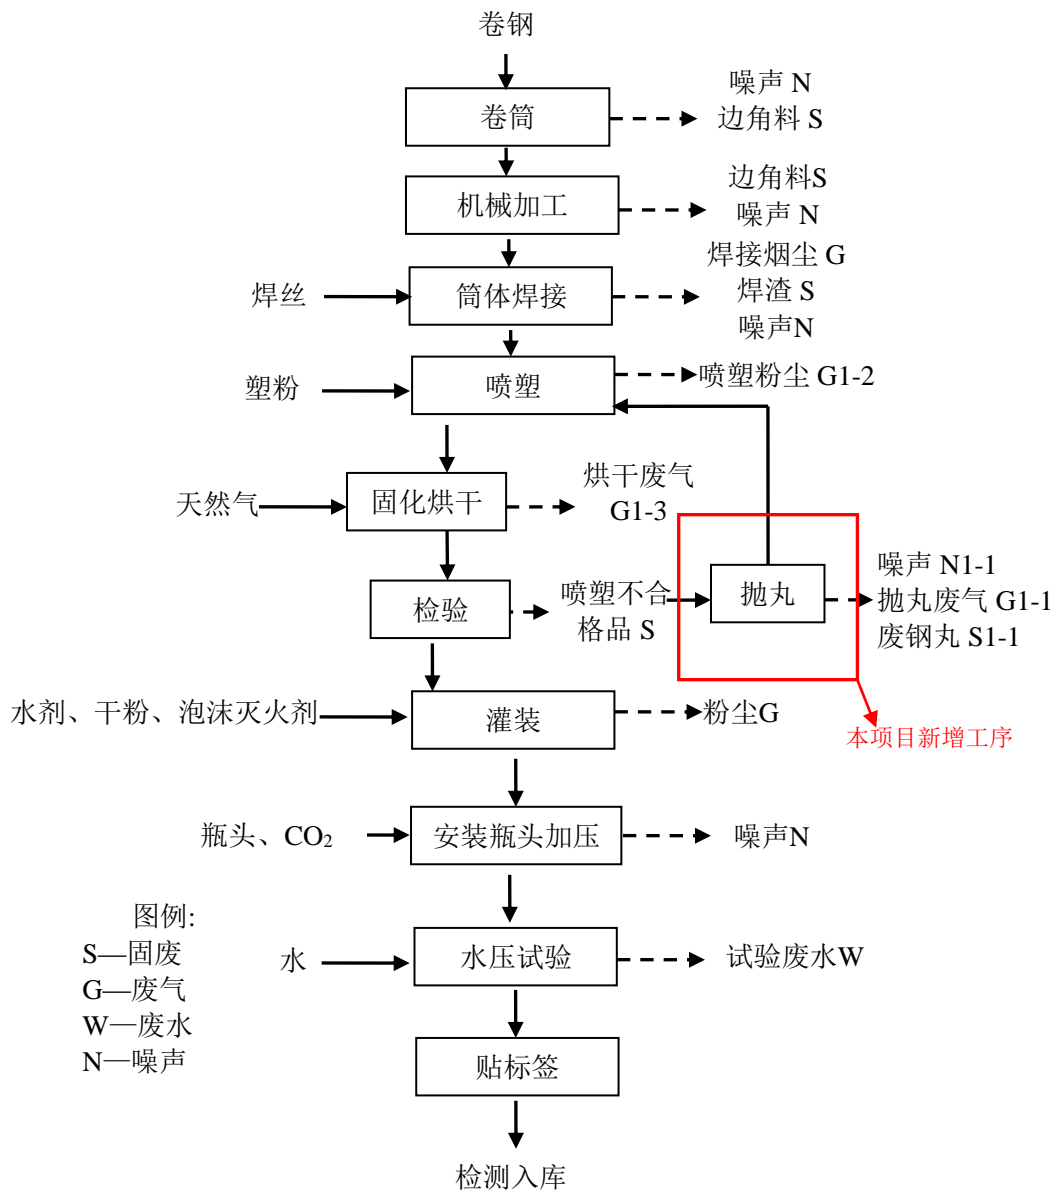 卷钢
卷筒
噪声 N
边角料 S
机械加工
边角料S
噪声 N
焊丝
筒体焊接
焊接烟尘 G
焊渣 S
噪声N
塑粉
喷塑
喷塑粉尘 G1-2
天然气
固化烘干
烘干废气
G1-3
检验
喷塑不合
格品 S
抛丸
噪声 N1-1
抛丸废气 G1-1
废钢丸 S1-1
本项目新增工序
水剂、干粉、泡沫灭火剂
灌装
粉尘G
瓶头、CO₂
安装瓶头加压
噪声N
水
水压试验
试验废水W
图例:
S—固废
G—废气
W—废水
N—噪声
贴标签
检测入库